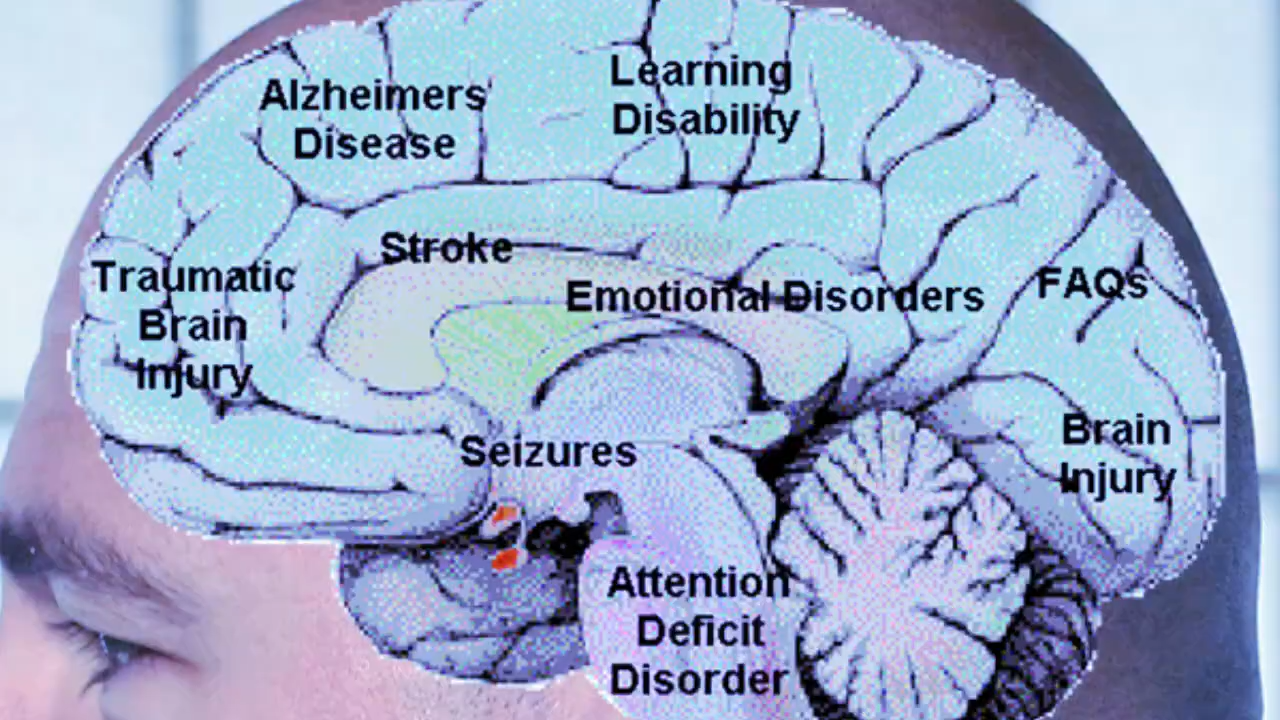 Alzheimers
Disease
Learning
Disability
Stroke
Traumatic
Brain
Injury
Emotional Disorders
FAQs
Seizures
Brain
Injury
Attention
Deficit
Disorder